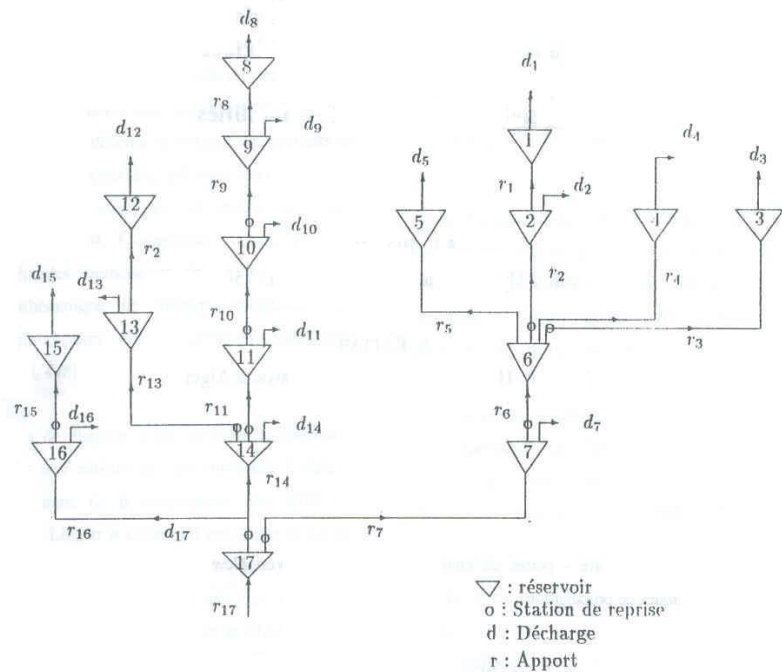 d8
8
d1
r8
d12
9
d9
1
d4
d5
d3
r9
12
r1
d2
5
2
4
3
10
d10
r2
d15
d13
r2
r4
13
r10
r5
d11
r3
15
11
6
r13
r15
d16
r11
r6
d14
d7
16
14
7
r14
r16
d17
r7
17
r17
: réservoir
o : Station de reprise
d : Décharge
r : Apport